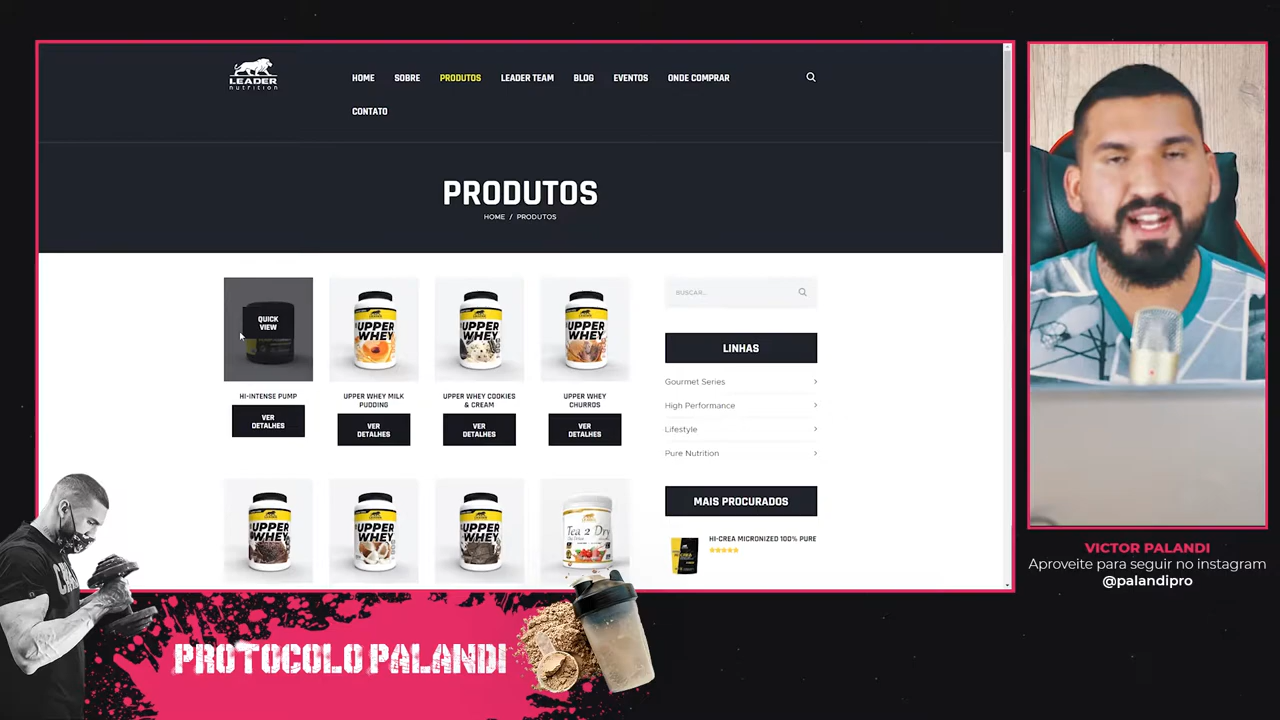 LEADER
nutrition
HOME SOBRE PRODUTOS LEADER TEAM BLOG EVENTOS ONDE COMPRAR
CONTATO
PRODUTOS
HOME / PRODUTOS
QUICK
VIEW
UPPER
WHEY
UPPER
WHEY
UPPER
WHEY
HI-INTENSE PUMP
UPPER WHEY MILK
PUDDING
UPPER WHEY COOKIES
& CREAM
UPPER WHEY
CHURROS
VER
DETALHES
VER
DETALHES
VER
DETALHES
VER
DETALHES
UPPER
WHEY
UPPER
WHEY
UPPER
WHEY
Tea 2 Dry
BUSCAR...
LINHAS
Gourmet Series
High Performance
Lifestyle
Pure Nutrition
MAIS PROCURADOS
HI-CREA MICRONIZED 100% PURE
VICTOR PALANDI
Aproveite para seguir no instagram
@palandipro
PROTOCOLO PALANDI